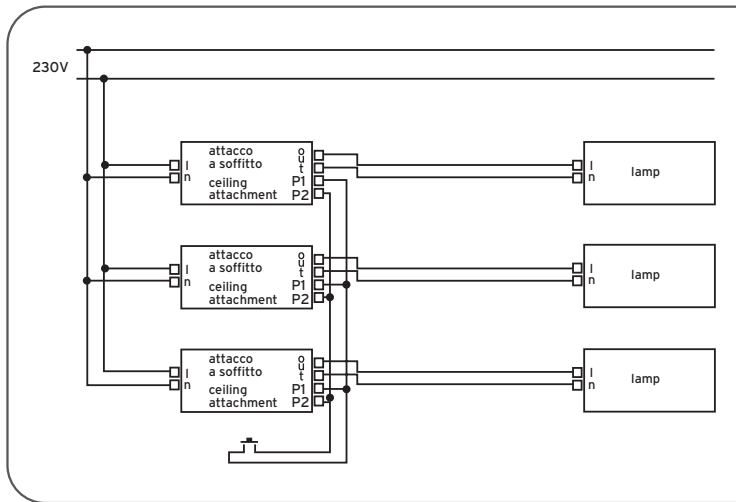 230V
attacco
a soffitto
ceiling
attachment
l
n
o
u
t
P1
P2
l
n
lamp
attacco
a soffitto
ceiling
attachment
l
n
o
u
t
P1
P2
l
n
lamp
attacco
a soffitto
ceiling
attachment
l
n
o
u
t
P1
P2
l
n
lamp